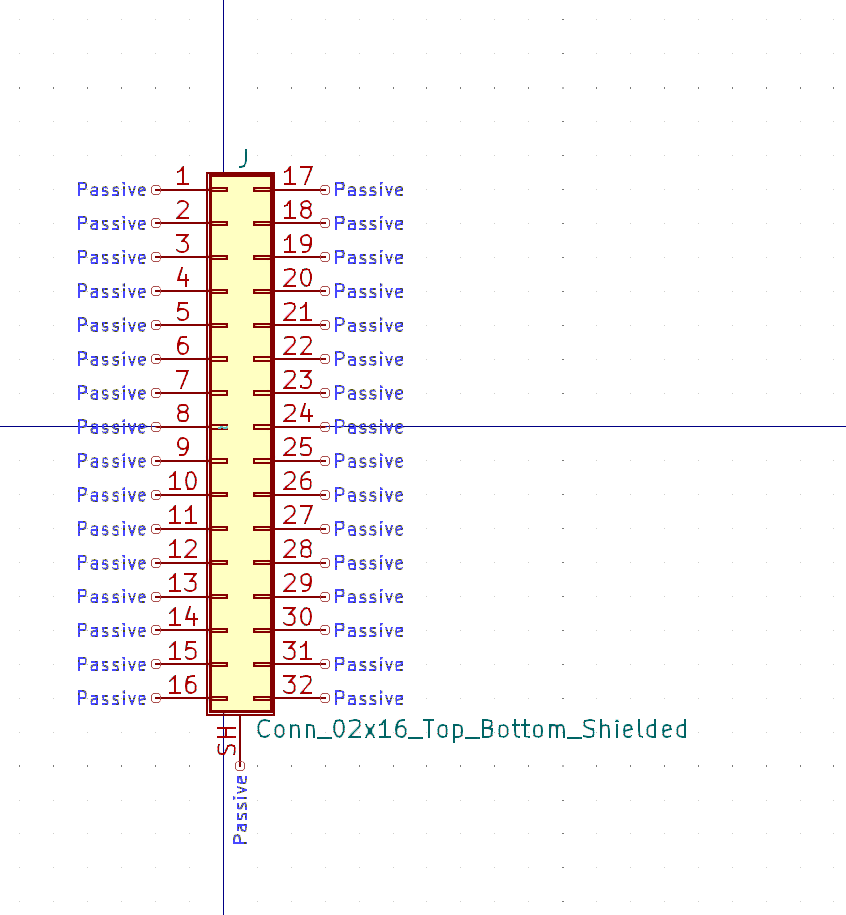 J
Passive 1 17 Passive
Passive 2 18 Passive
Passive 3 19 Passive
Passive 4 20 Passive
Passive 5 21 Passive
Passive 6 22 Passive
Passive 7 23 Passive
Passive 8 24 Passive
Passive 9 25 Passive
Passive 10 26 Passive
Passive 11 27 Passive
Passive 12 28 Passive
Passive 13 29 Passive
Passive 14 30 Passive
Passive 15 31 Passive
Passive 16 32 Passive
SH Conn_02x16_Top_Bottom_Shielded
Passive